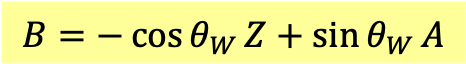 B = − cos θ_W Z + sin θ_W A